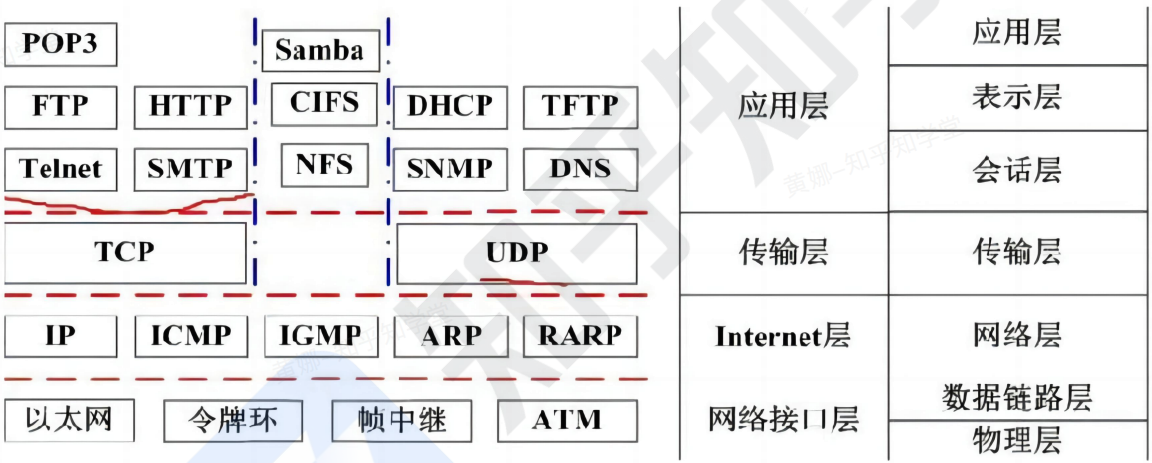 POP3
Samba
应用层
FTP HTTP CIFS DHCP TFTP
应用层
表示层
Telnet SMTP NFS SNMP DNS
会话层
TCP UDP
传输层 传输层
IP ICMP IGMP ARP RARP
Internet层 网络层
以太网 令牌环 帧中继 ATM
网络接口层
数据链路层
物理层
知乎知
黄娜-知乎知学堂